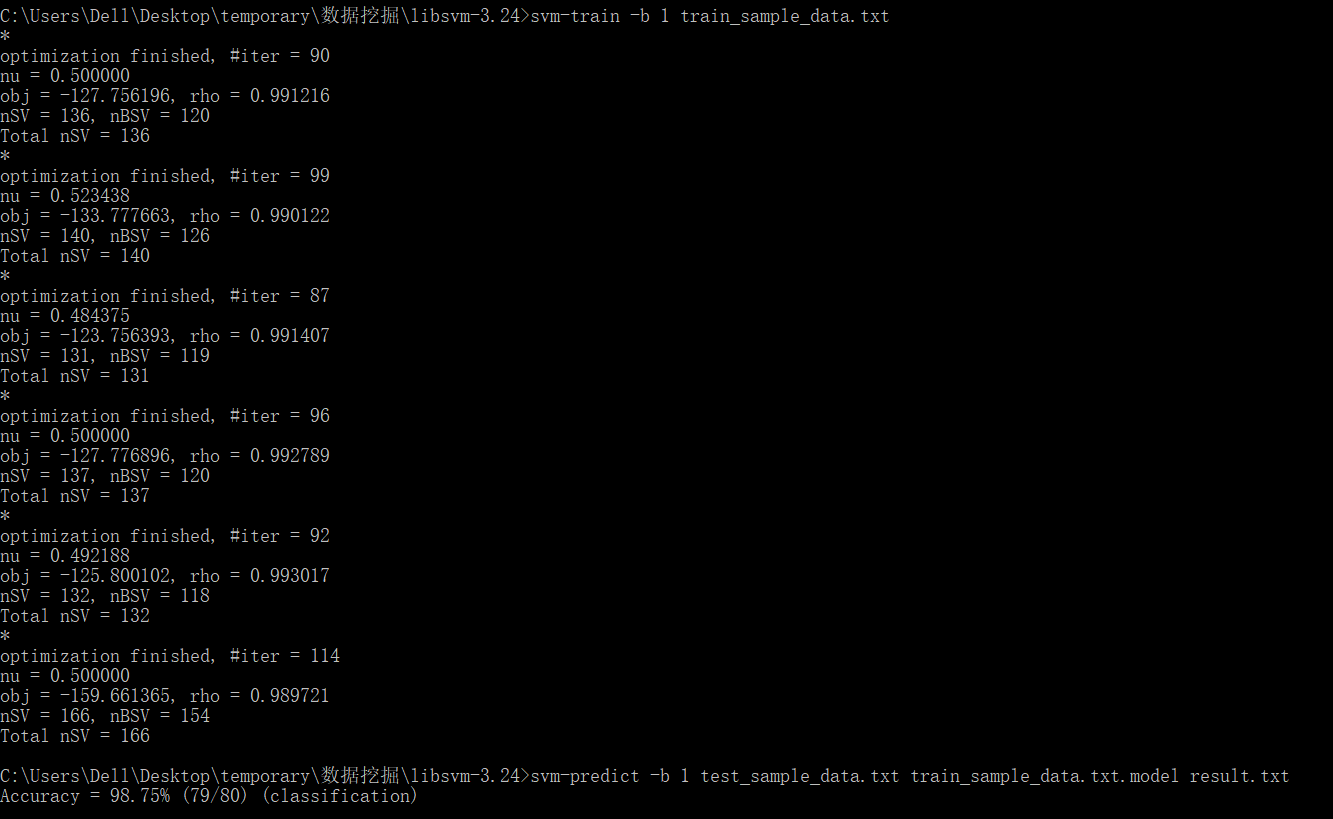 C:\Users\Dell\Desktop\temporary\数据挖掘\libsvm-3.24>svm-train -b 1 train_sample_data.txt
*
optimization finished, #iter = 90
nu = 0.500000
obj = -127.756196, rho = 0.991216
nSV = 136, nBSV = 120
Total nSV = 136
*
optimization finished, #iter = 99
nu = 0.523438
obj = -133.777663, rho = 0.990122
nSV = 140, nBSV = 126
Total nSV = 140
*
optimization finished, #iter = 87
nu = 0.484375
obj = -123.756393, rho = 0.991407
nSV = 131, nBSV = 119
Total nSV = 131
*
optimization finished, #iter = 96
nu = 0.500000
obj = -127.776896, rho = 0.992789
nSV = 137, nBSV = 120
Total nSV = 137
*
optimization finished, #iter = 92
nu = 0.492188
obj = -125.800102, rho = 0.993017
nSV = 132, nBSV = 118
Total nSV = 132
*
optimization finished, #iter = 114
nu = 0.500000
obj = -159.661365, rho = 0.989721
nSV = 166, nBSV = 154
Total nSV = 166
C:\Users\Dell\Desktop\temporary\数据挖掘\libsvm-3.24>svm-predict -b 1 test_sample_data.txt train_sample_data.txt.model result.txt
Accuracy = 98.75% (79/80) (classification)